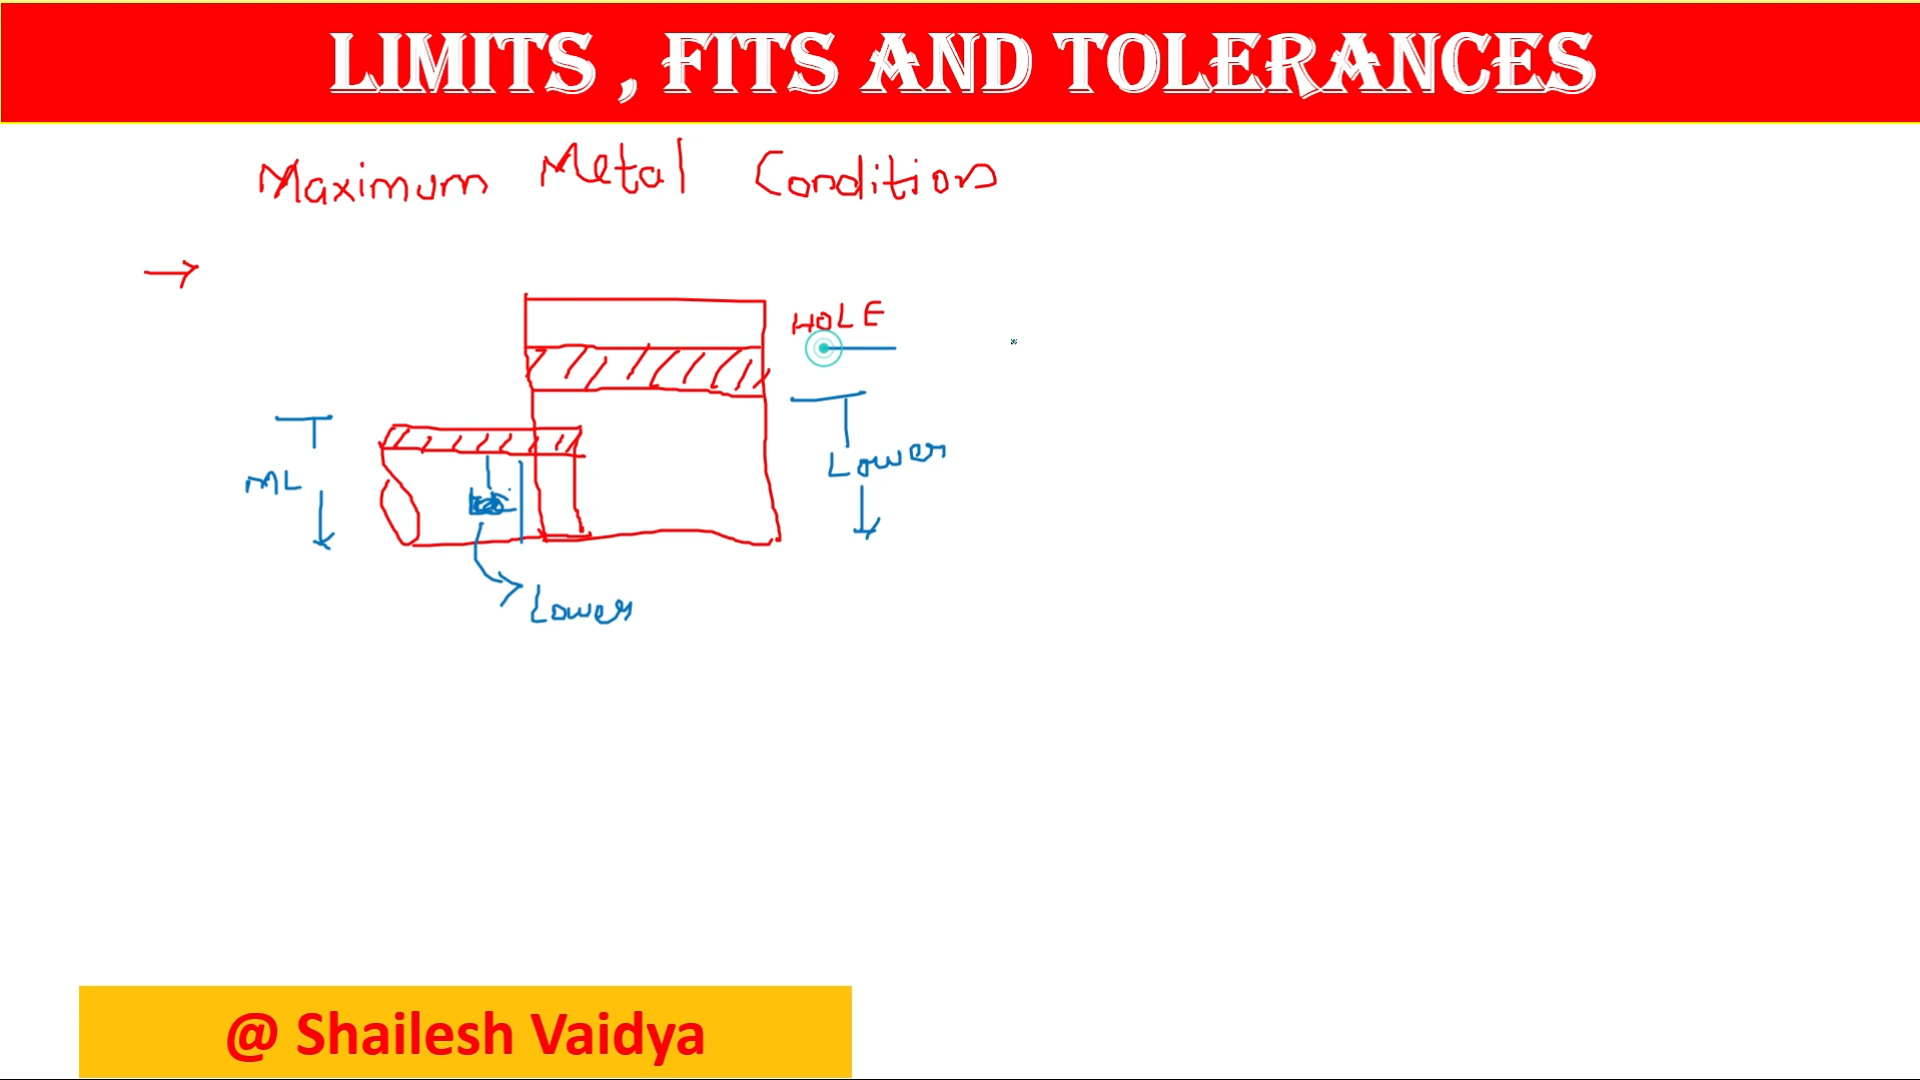 LIMITS , FITS AND TOLERANCES
Maximum Metal Condition
HOLE
Lower
ML
Lower
@ Shailesh Vaidya